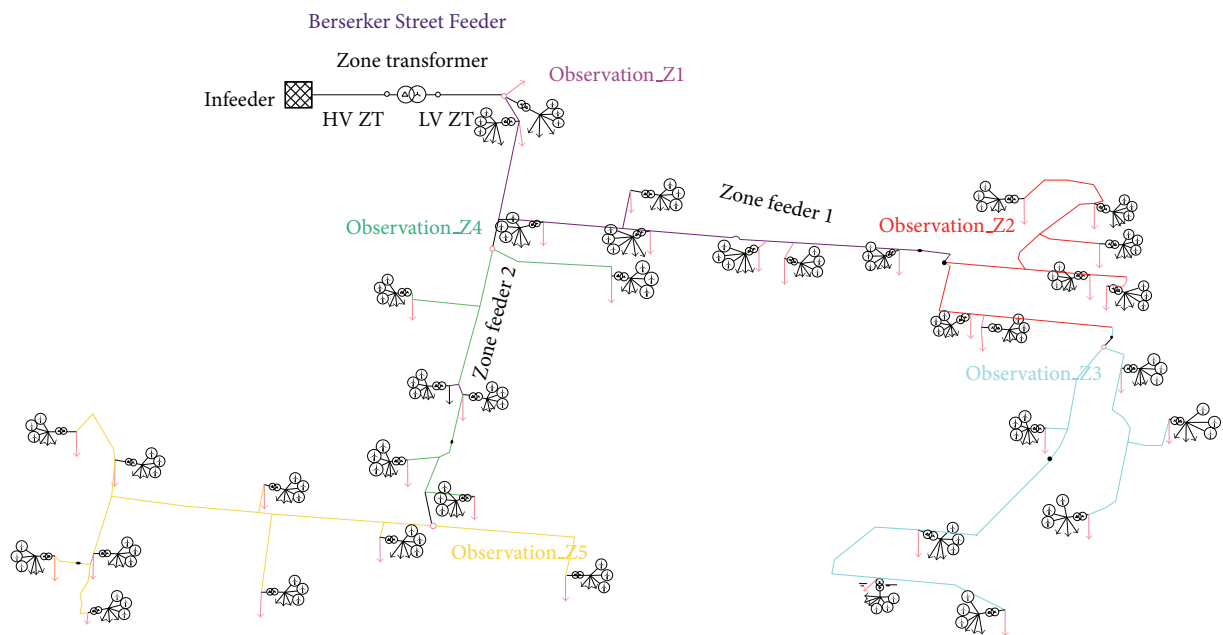 Berserker Street Feeder
Zone transformer
Observation_Z1
Infeeder
HV ZT
LV ZT
Zone feeder 1
Observation_Z4
Observation_Z2
Zone feeder 2
Observation_Z3
Observation_Z5